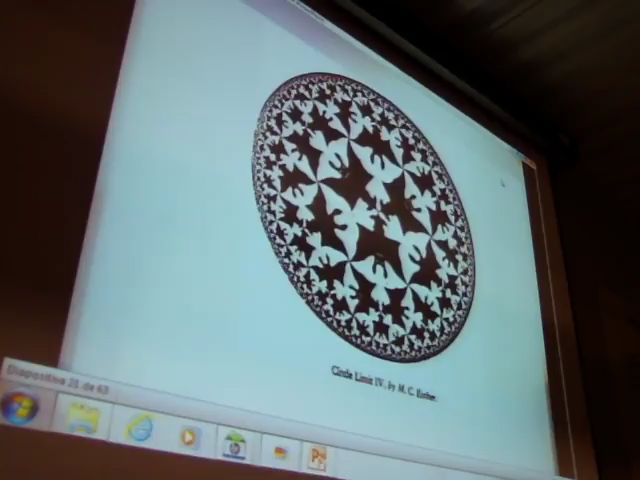 Circle Limit IV, by M. C. Escher.
Diapositiva 21 de 63